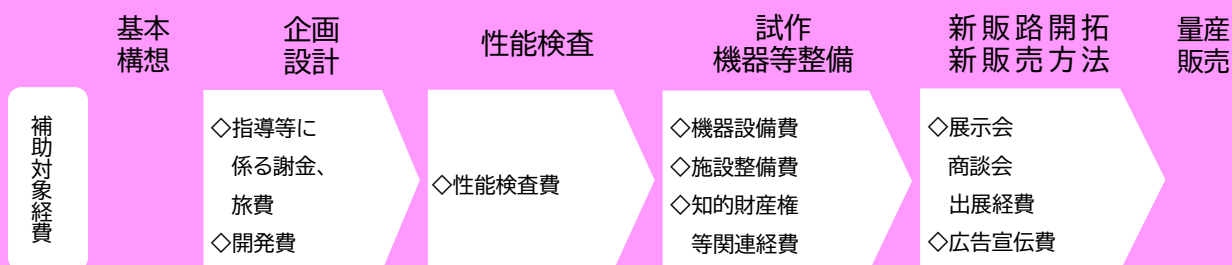 基本
構想
企画
設計
性能検査
試作
機器等整備
新販路開拓
新販売方法
量産
販売
補助対象経費
◇指導等に
係る謝金、
旅費
◇開発費
◇性能検査費
◇機器設備費
◇施設整備費
◇知的財産権
等関連経費
◇展示会
商談会
出展経費
◇広告宣伝費